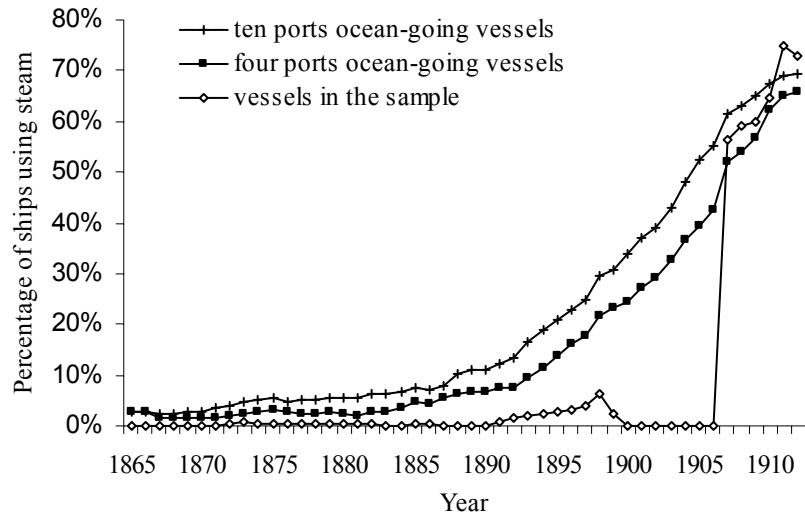 80%
70%
60%
50%
40%
30%
20%
10%
0%
Percentage of ships using steam
ten ports ocean-going vessels
four ports ocean-going vessels
vessels in the sample
1865 1870 1875 1880 1885 1890 1895 1900 1905 1910
Year